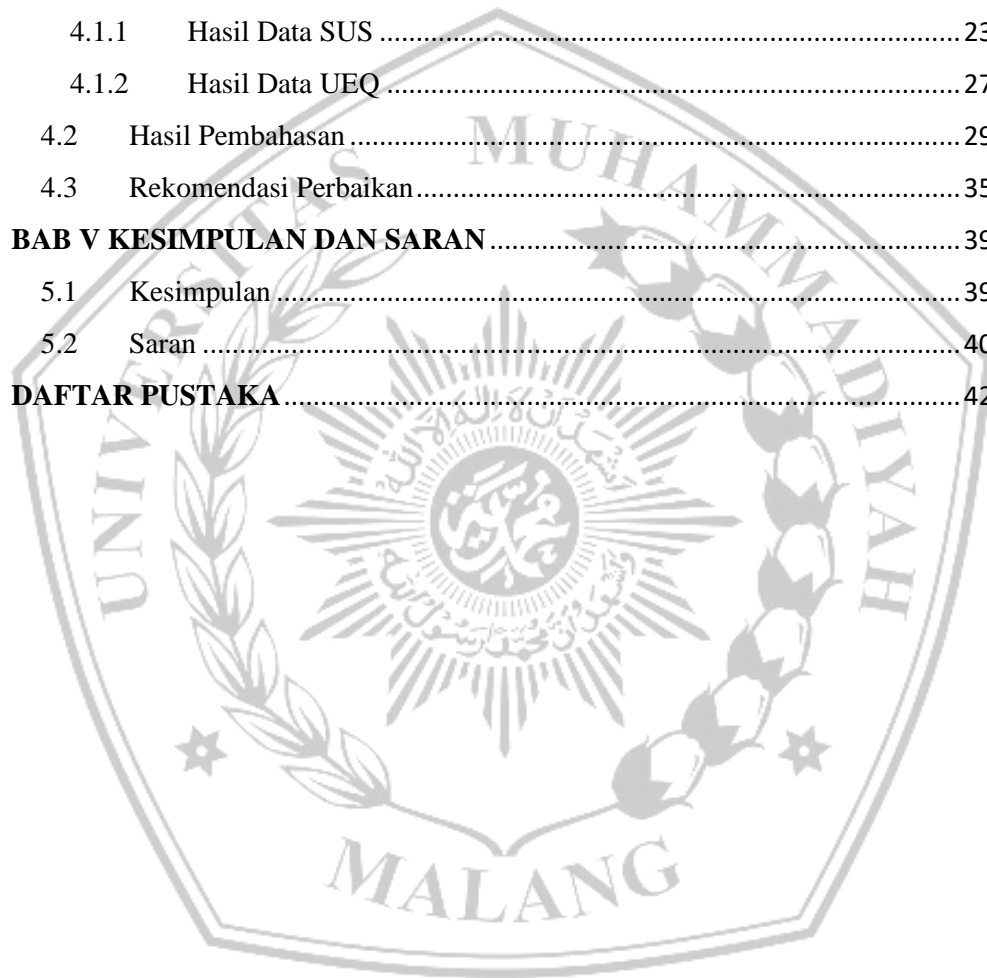 4.1.1 Hasil Data SUS ........................................ 23
4.1.2 Hasil Data UEQ ........................................ 27
4.2 Hasil Pembahasan ........................................ 29
4.3 Rekomendasi Perbaikan ........................................ 35
BAB V KESIMPULAN DAN SARAN ........................................ 39
5.1 Kesimpulan ........................................ 39
5.2 Saran ........................................ 40
DAFTAR PUSTAKA ........................................ 42
UNIVERSITAS MUHAMMADIYAH
MALANG